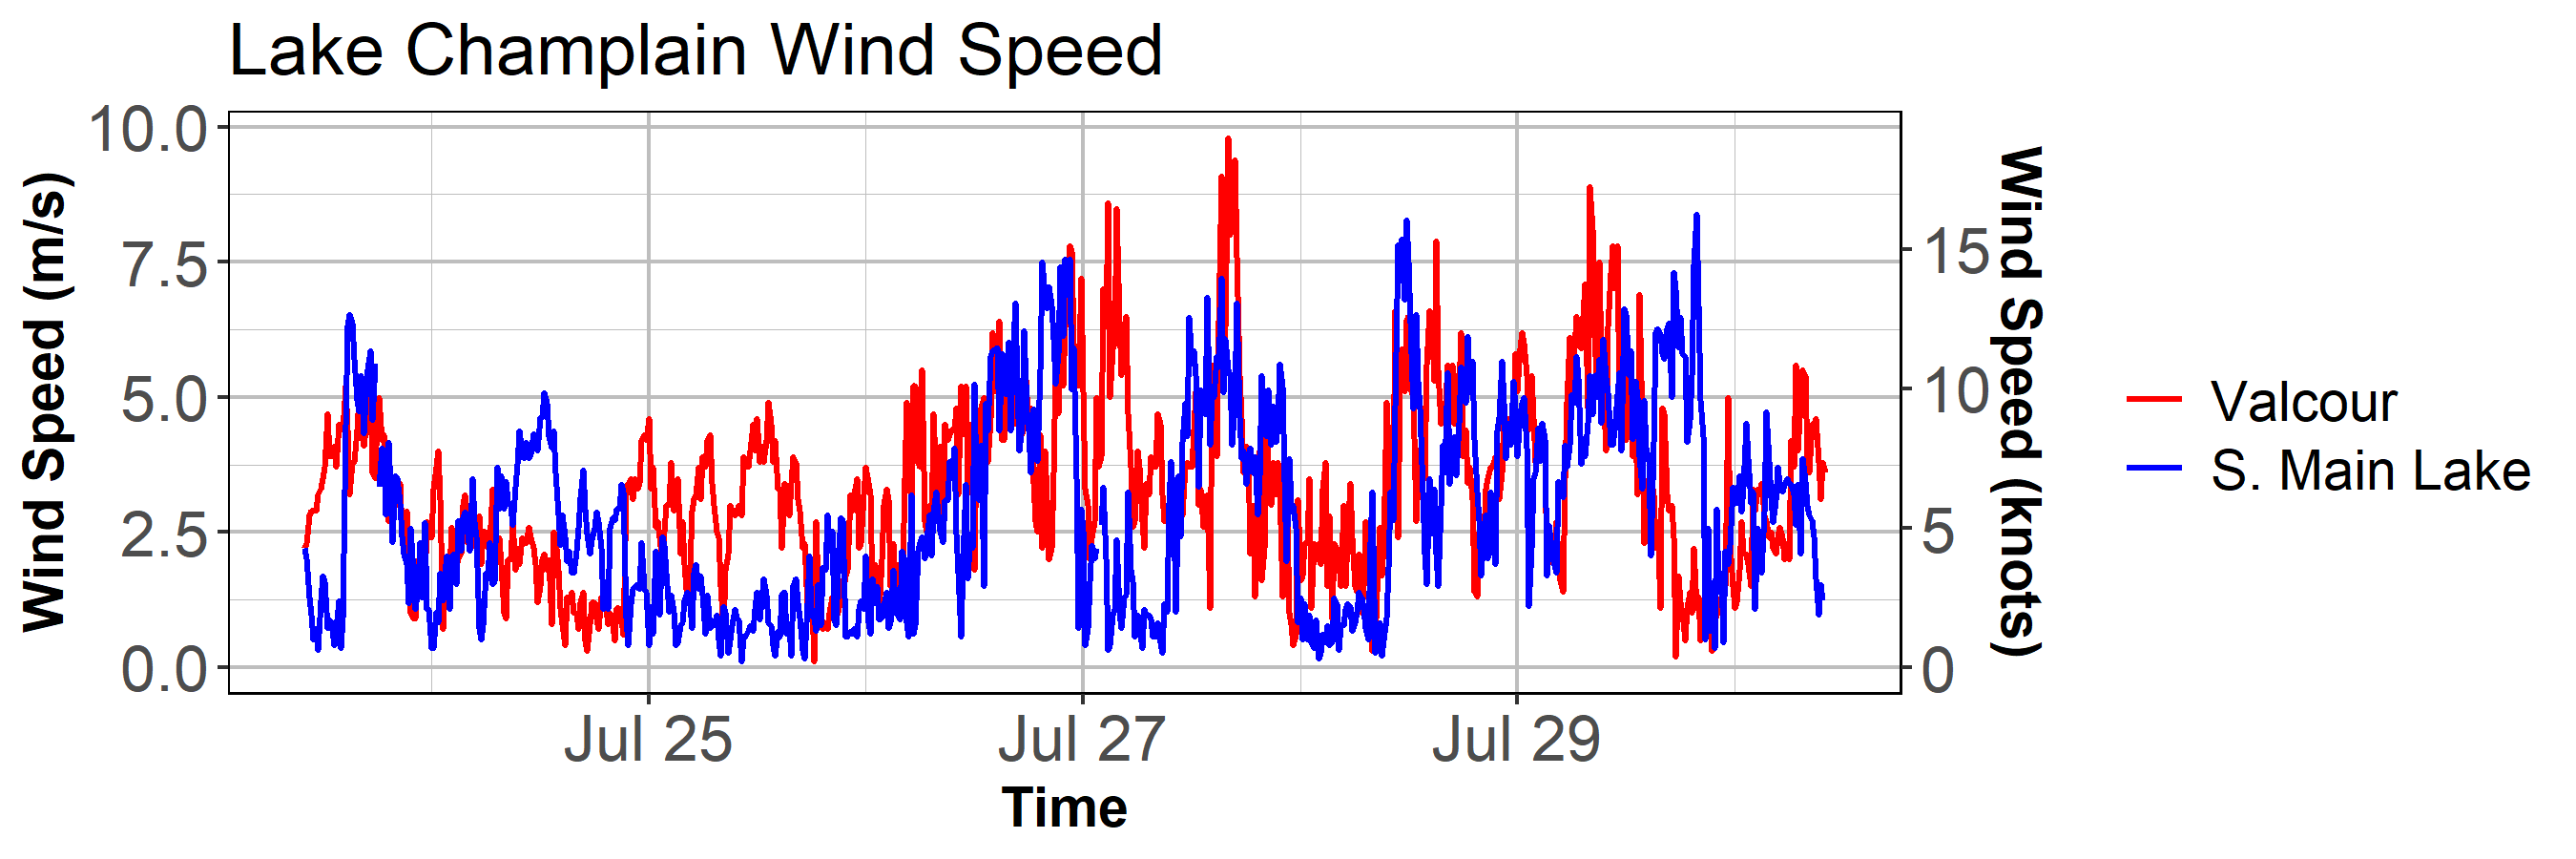 Lake Champlain Wind Speed
Wind Speed (m/s)
10.0
7.5
5.0
2.5
0.0
15
10
5
0
Wind Speed (knots)
Jul 25
Jul 27
Jul 29
Time
Valcour
S. Main Lake